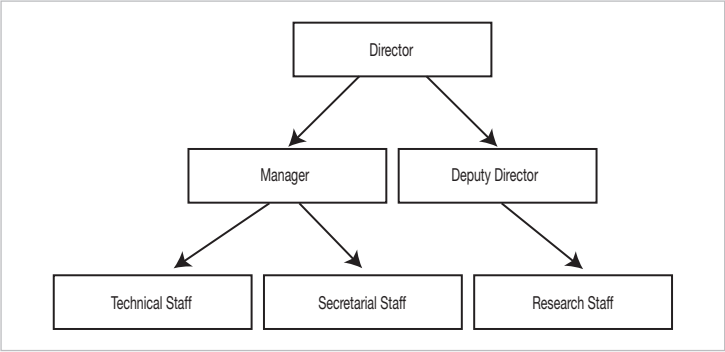 Director
Manager
Deputy Director
Technical Staff
Secretarial Staff
Research Staff